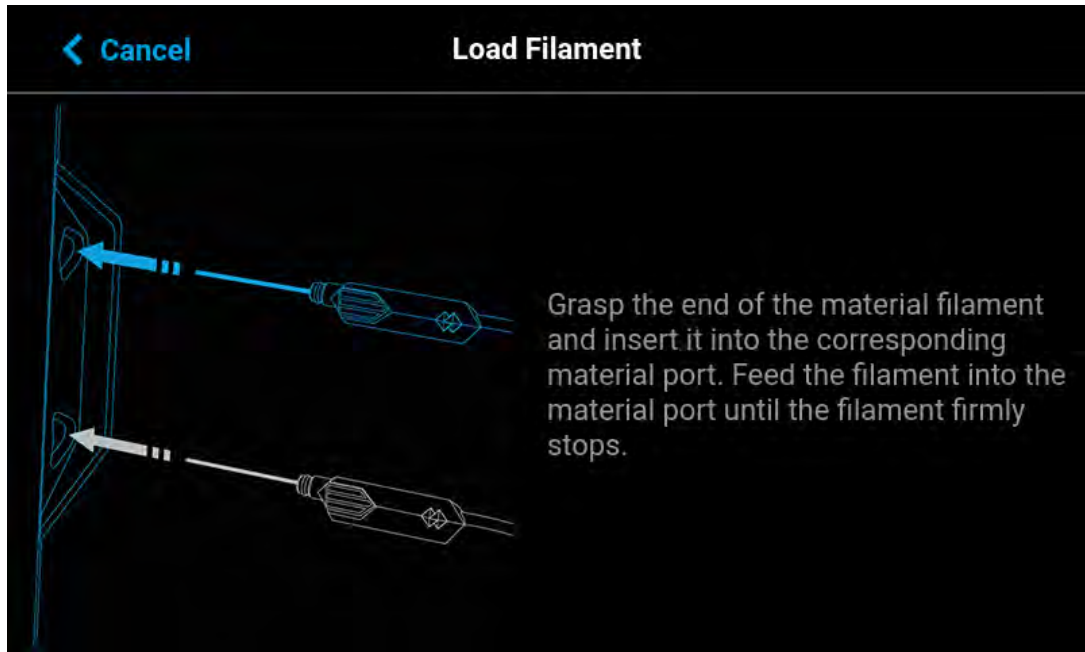 Cancel
Load Filament
Grasp the end of the material filament
and insert it into the corresponding
material port. Feed the filament into the
material port until the filament firmly
stops.